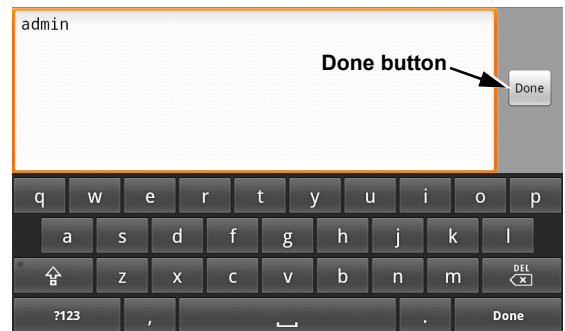 admin
Done button
Done
q w e r t y u i o p
a s d f g h j k l
z x c v b n m DEL
?123 , . Done